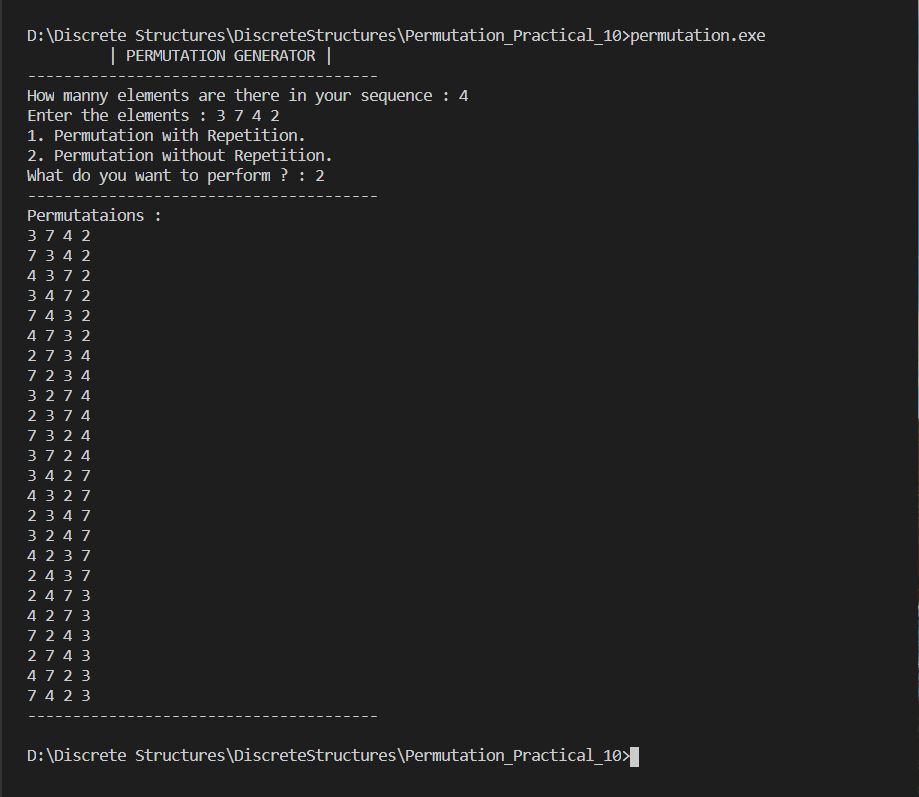 D:\Discrete Structures\DiscreteStructures\Permutation_Practical_10>permutation.exe
| PERMUTATION GENERATOR |
---------------------------------------
How manny elements are there in your sequence : 4
Enter the elements : 3 7 4 2
1. Permutation with Repetition.
2. Permutation without Repetition.
What do you want to perform ? : 2
---------------------------------------
Permutataions :
3 7 4 2
7 3 4 2
4 3 7 2
3 4 7 2
7 4 3 2
4 7 3 2
2 7 3 4
7 2 3 4
3 2 7 4
2 3 7 4
7 3 2 4
3 7 2 4
3 4 2 7
4 3 2 7
2 3 4 7
3 2 4 7
4 2 3 7
2 4 3 7
2 4 7 3
4 2 7 3
7 2 4 3
2 7 4 3
4 7 2 3
7 4 2 3
---------------------------------------
D:\Discrete Structures\DiscreteStructures\Permutation_Practical_10>